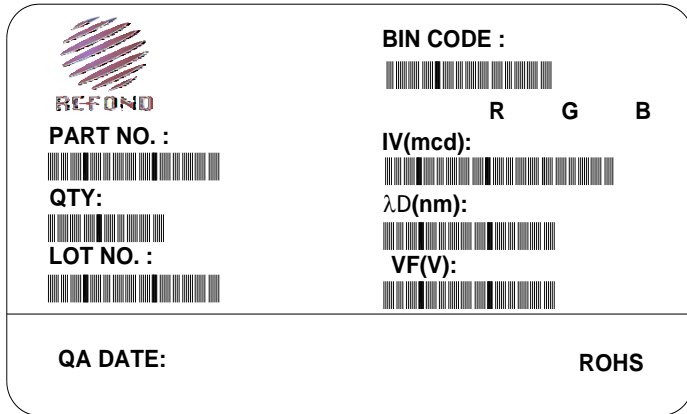 REFOND
BIN CODE :
R G B
PART NO. :
IV(mcd):
QTY:
λD(nm):
LOT NO. :
VF(V):
QA DATE:
ROHS